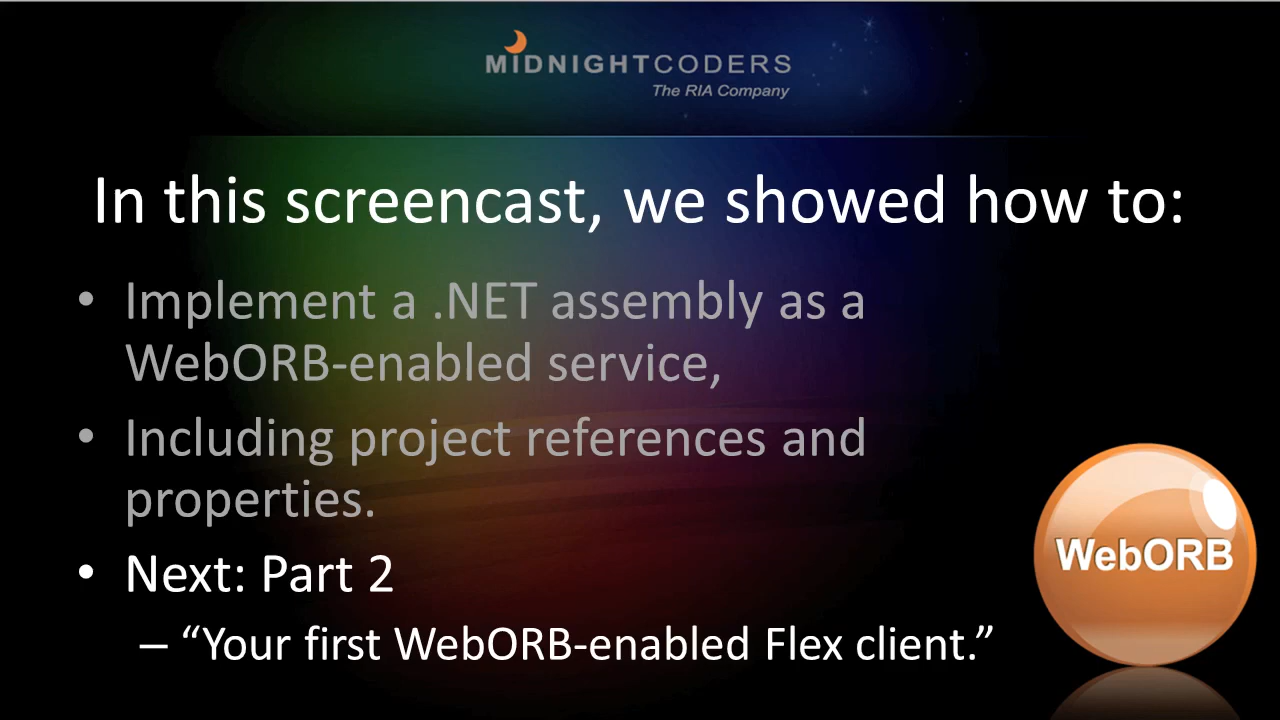 MIDNIGHTCODERS
The RIA Company
In this screencast, we showed how to:
• Implement a .NET assembly as a
WebORB-enabled service,
• Including project references and
properties.
• Next: Part 2
– “Your first WebORB-enabled Flex client.”
WebORB